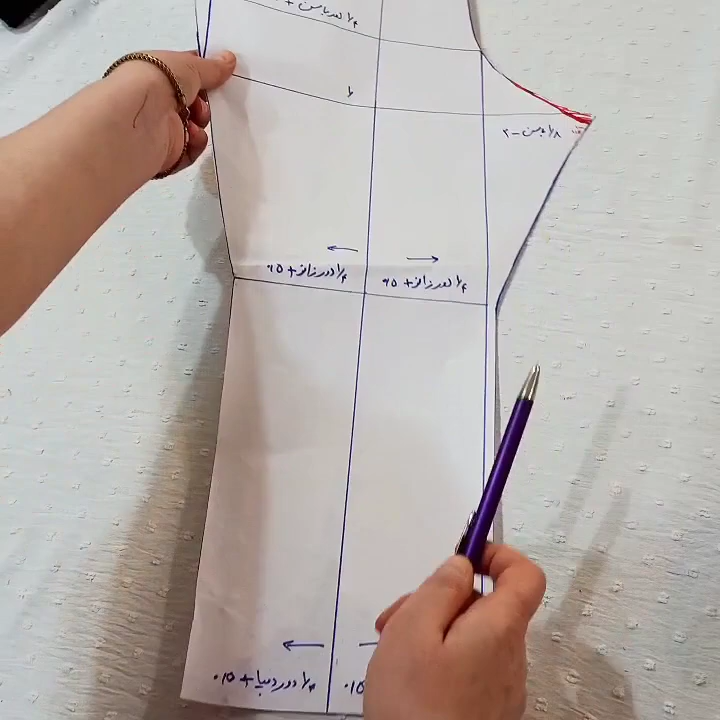 ۱/۴ دور باسن +
۱/۸ باسن - ۲
۱/۴ دور زانو + ۰.۵
۱/۴ دور زانو + ۰.۵
۱/۴ دور دمپا + ۰.۵